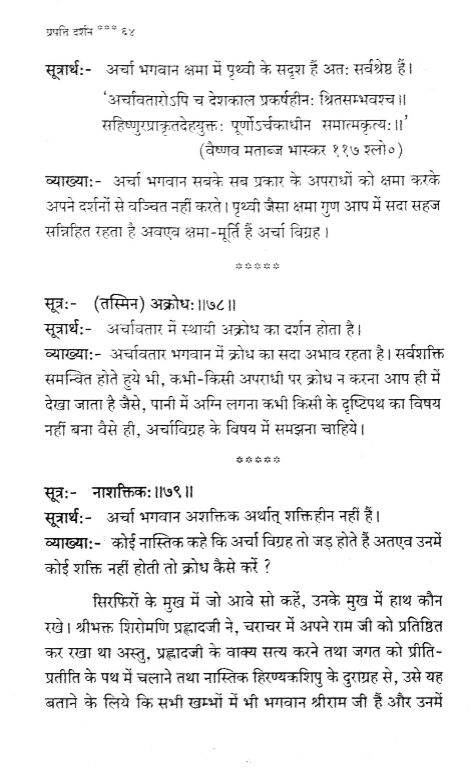 प्रपत्ति दर्शन *** ६४
सूत्रार्थ:- अर्चा भगवान क्षमा में पृथ्वी के सदृश हैं अत: सर्वश्रेष्ठ हैं।
'अर्चावतारोऽपि च देशकाल प्रकर्षहीन: श्रितसम्भवश्च॥
सहिष्णुरप्राकृतदेहयुक्त: पूर्णोऽर्चकाधीन समात्मकृत्य:॥'
(वैष्णव मताब्ज भास्कर ११७ श्लो०)
व्याख्या:- अर्चा भगवान सबके सब प्रकार के अपराधों को क्षमा करके
अपने दर्शनों से वञ्चित नहीं करते। पृथ्वी जैसा क्षमा गुण आप में सदा सहज
सन्निहित रहता है अवएव क्षमा-मूर्ति हैं अर्चा विग्रह।
*****
सूत्र:- (तस्मिन) अक्रोध:॥७८॥
सूत्रार्थ:- अर्चावतार में स्थायी अक्रोध का दर्शन होता है।
व्याख्या:- अर्चावतार भगवान में क्रोध का सदा अभाव रहता है। सर्वशक्ति
समन्वित होते हुये भी, कभी-किसी अपराधी पर क्रोध न करना आप ही में
देखा जाता है जैसे, पानी में अग्नि लगना कभी किसी के दृष्टिपथ का विषय
नहीं बना वैसे ही, अर्चाविग्रह के विषय में समझना चाहिये।
*****
सूत्र:- नाशक्तिक:॥७९॥
सूत्रार्थ:- अर्चा भगवान अशक्तिक अर्थात् शक्तिहीन नहीं हैं।
व्याख्या:- कोई नास्तिक कहे कि अर्चा विग्रह तो जड़ होते हैं अतएव उनमें
कोई शक्ति नहीं होती तो क्रोध कैसे करें ?
सिरफिरों के मुख में जो आवे सो कहें, उनके मुख में हाथ कौन
रखे। श्रीभक्त शिरोमणि प्रह्लादजी ने, चराचर में अपने राम जी को प्रतिष्ठित
कर रखा था अस्तु, प्रह्लादजी के वाक्य सत्य करने तथा जगत को प्रीति-
प्रतीति के पथ में चलाने तथा नास्तिक हिरण्यकशिपु के दुराग्रह से, उसे यह
बताने के लिये कि सभी खम्भों में भी भगवान श्रीराम जी हैं और उनमें